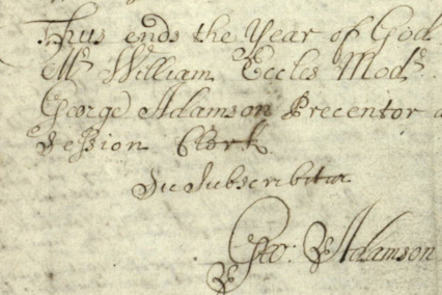 Thus ends the Year of God
Mr William Eccles Modr.
George Adamson Precentor
Session Clerk
Sic Subscribitur
Geo: Adamson